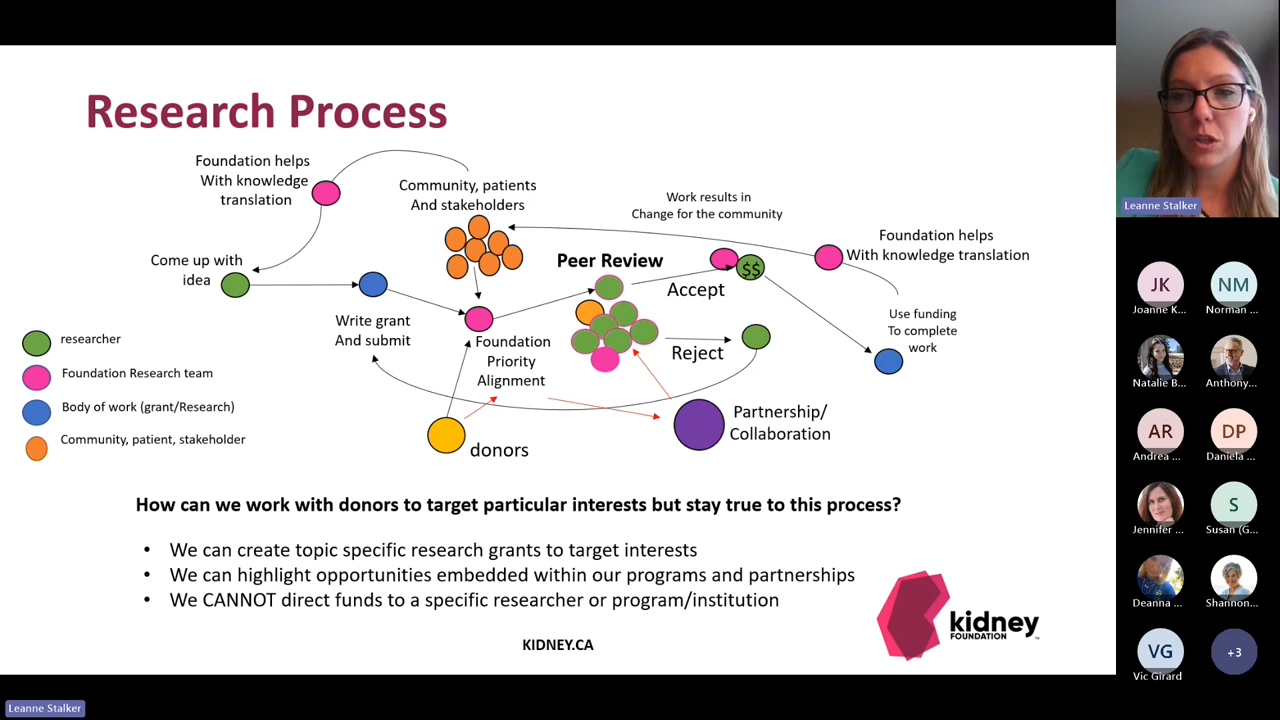 Research Process
Foundation helps
With knowledge
translation
Community, patients
And stakeholders
Work results in
Change for the community
Foundation helps
With knowledge translation
Come up with
idea
Peer Review
$$
Accept
Write grant
And submit
Foundation
Priority
Alignment
Reject
Use funding
To complete
work
researcher
Foundation Research team
Body of work (grant/Research)
Community, patient, stakeholder
donors
Partnership/
Collaboration
How can we work with donors to target particular interests but stay true to this process?
• We can create topic specific research grants to target interests
• We can highlight opportunities embedded within our programs and partnerships
• We CANNOT direct funds to a specific researcher or program/institution
KIDNEY.CA
kidney
FOUNDATION
TM
Leanne Stalker
Leanne Stalker
JK
NM
Joanne K...
Norman ...
Natalie B...
Anthony...
AR
DP
Andrea ...
Daniela ...
S
Jennifer ...
Susan (G...
Deanna ...
Shannon...
VG
+3
Vic Girard